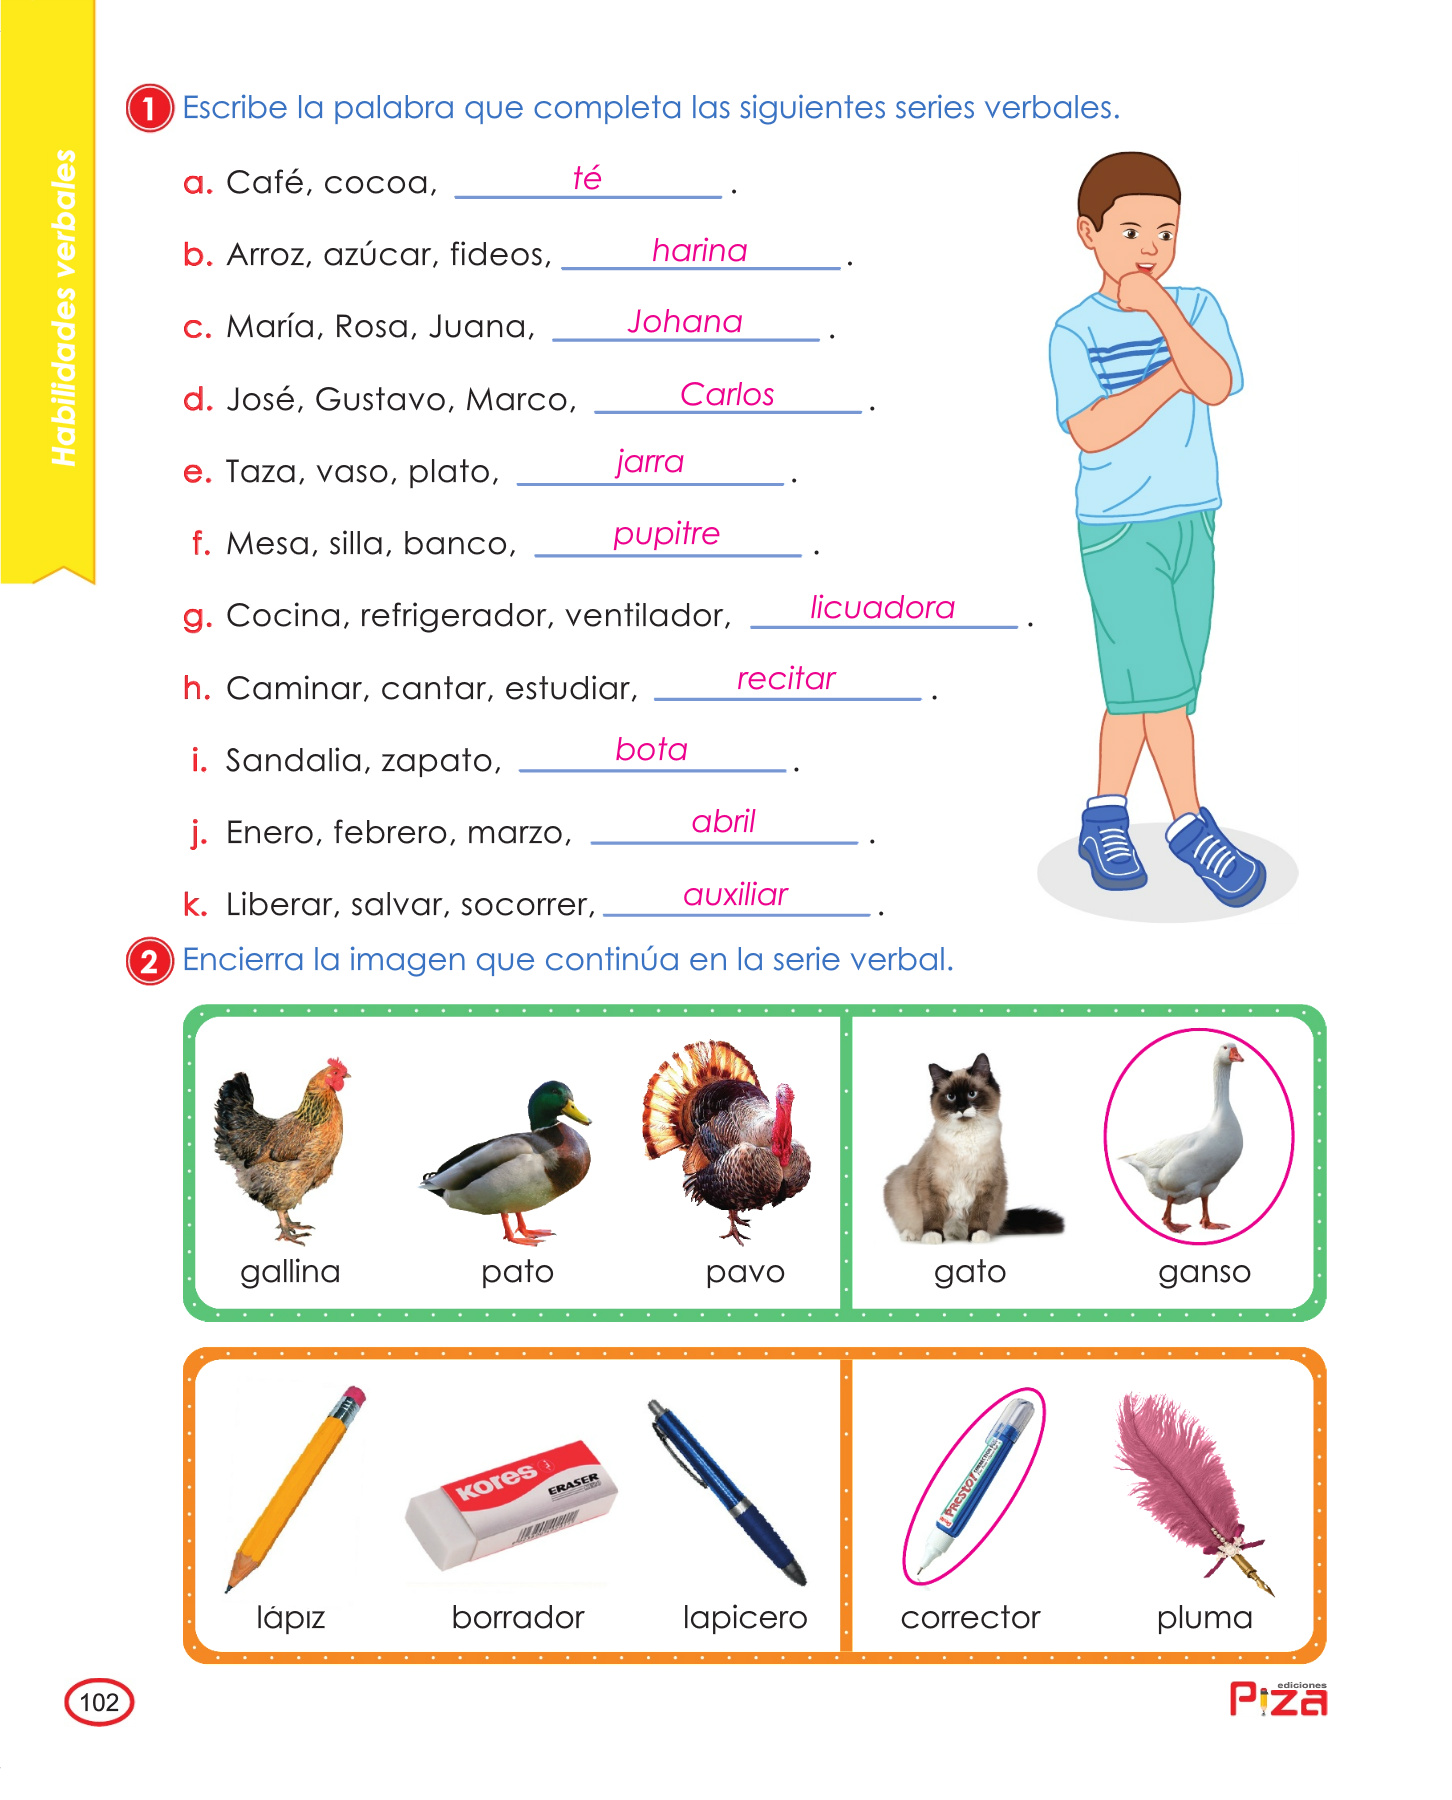 Habilidades verbales
1 Escribe la palabra que completa las siguientes series verbales.
a. Café, cocoa, té .
b. Arroz, azúcar, fideos, harina .
c. María, Rosa, Juana, Johana .
d. José, Gustavo, Marco, Carlos .
e. Taza, vaso, plato, jarra .
f. Mesa, silla, banco, pupitre .
g. Cocina, refrigerador, ventilador, licuadora .
h. Caminar, cantar, estudiar, recitar .
i. Sandalia, zapato, bota .
j. Enero, febrero, marzo, abril .
k. Liberar, salvar, socorrer, auxiliar .
2 Encierra la imagen que continúa en la serie verbal.
gallina pato pavo gato ganso
KORES
ERASER
Presto!
CORRECTION PEN
lápız borrador lapicero corrector pluma
102
ediciones
Piza